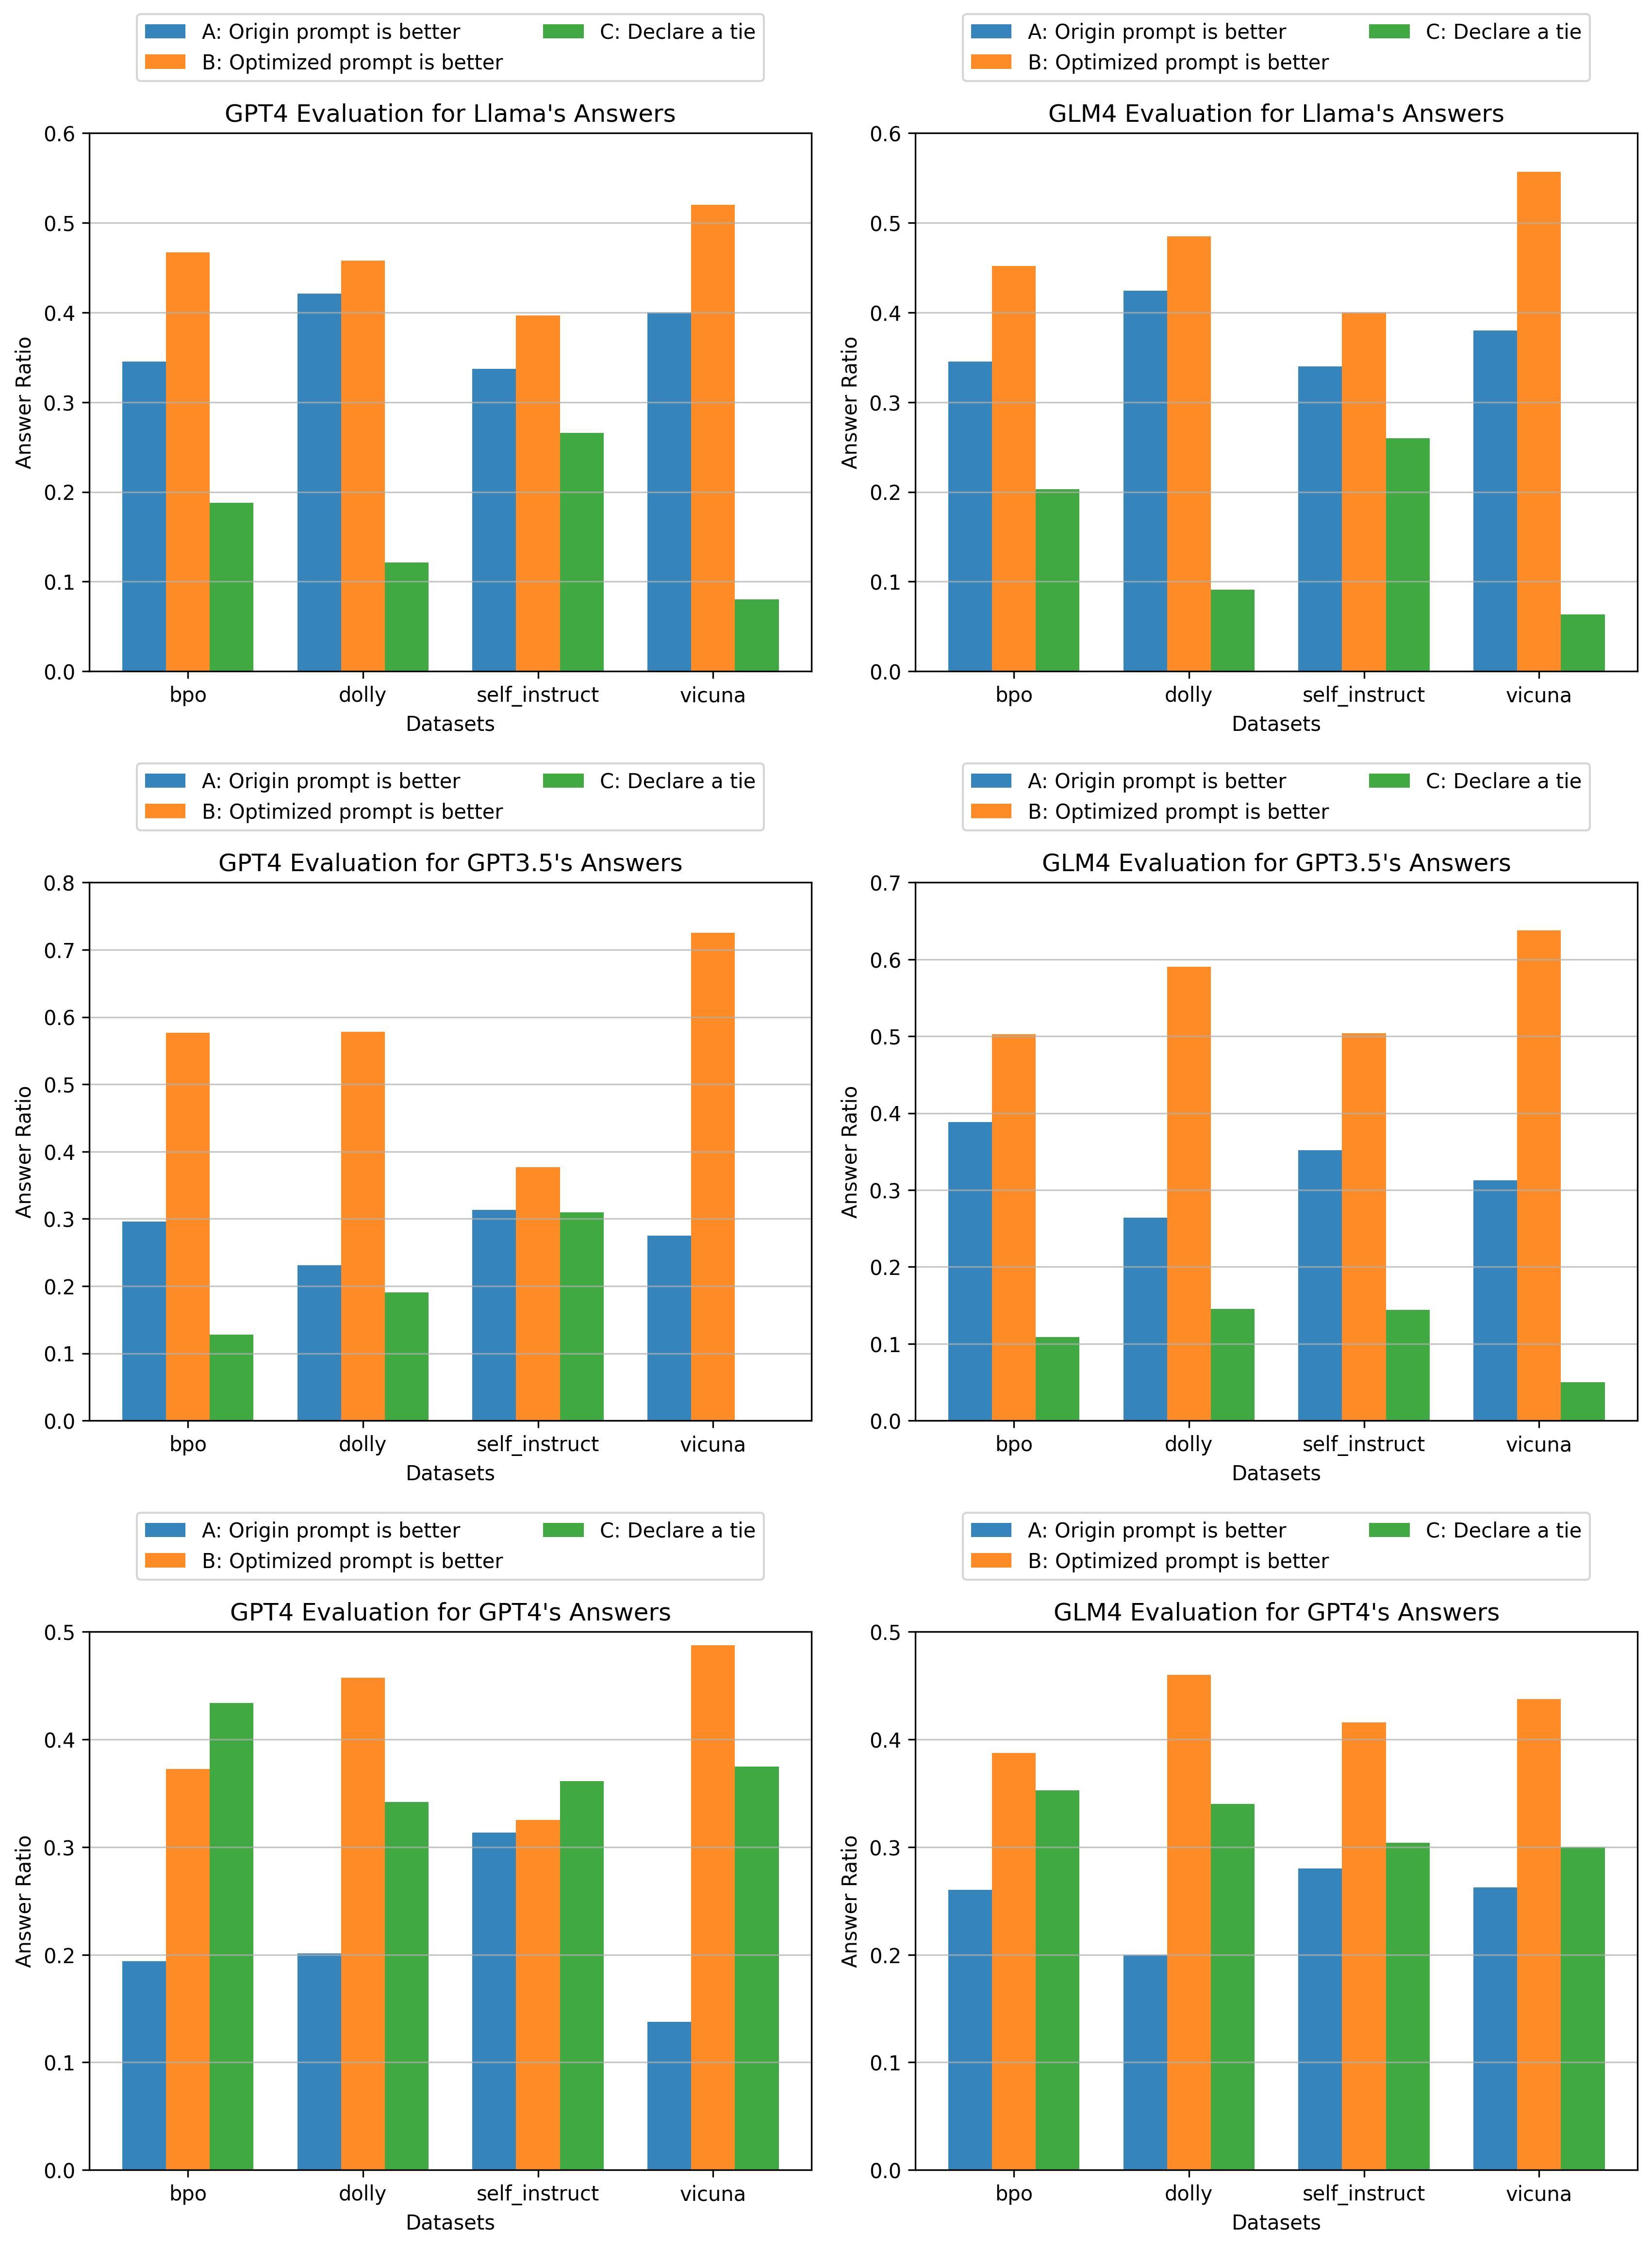 A: Origin prompt is better
B: Optimized prompt is better
C: Declare a tie
GPT4 Evaluation for Llama's Answers
0.6
0.5
0.4
0.3
0.2
0.1
0.0
Answer Ratio
bpo dolly self_instruct vicuna
Datasets
A: Origin prompt is better
B: Optimized prompt is better
C: Declare a tie
GLM4 Evaluation for Llama's Answers
0.6
0.5
0.4
0.3
0.2
0.1
0.0
Answer Ratio
bpo dolly self_instruct vicuna
Datasets
A: Origin prompt is better
B: Optimized prompt is better
C: Declare a tie
GPT4 Evaluation for GPT3.5's Answers
0.8
0.7
0.6
0.5
0.4
0.3
0.2
0.1
0.0
Answer Ratio
bpo dolly self_instruct vicuna
Datasets
A: Origin prompt is better
B: Optimized prompt is better
C: Declare a tie
GLM4 Evaluation for GPT3.5's Answers
0.7
0.6
0.5
0.4
0.3
0.2
0.1
0.0
Answer Ratio
bpo dolly self_instruct vicuna
Datasets
A: Origin prompt is better
B: Optimized prompt is better
C: Declare a tie
GPT4 Evaluation for GPT4's Answers
0.5
0.4
0.3
0.2
0.1
0.0
Answer Ratio
bpo dolly self_instruct vicuna
Datasets
A: Origin prompt is better
B: Optimized prompt is better
C: Declare a tie
GLM4 Evaluation for GPT4's Answers
0.5
0.4
0.3
0.2
0.1
0.0
Answer Ratio
bpo dolly self_instruct vicuna
Datasets